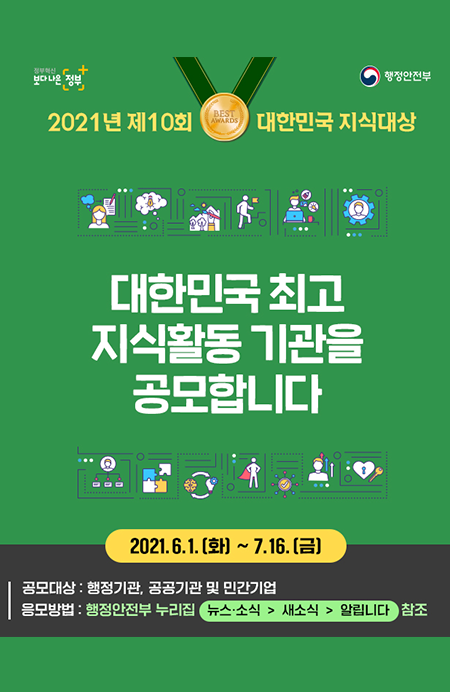 정부혁신
보다나은 정부
행정안전부
2021년 제10회 BEST AWARDS 대한민국 지식대상
대한민국 최고
지식활동 기관을
공모합니다
2021.6.1.(화) ~ 7.16.(금)
공모대상 : 행정기관, 공공기관 및 민간기업
응모방법 : 행정안전부 누리집 뉴스·소식 > 새소식 > 알립니다 참조